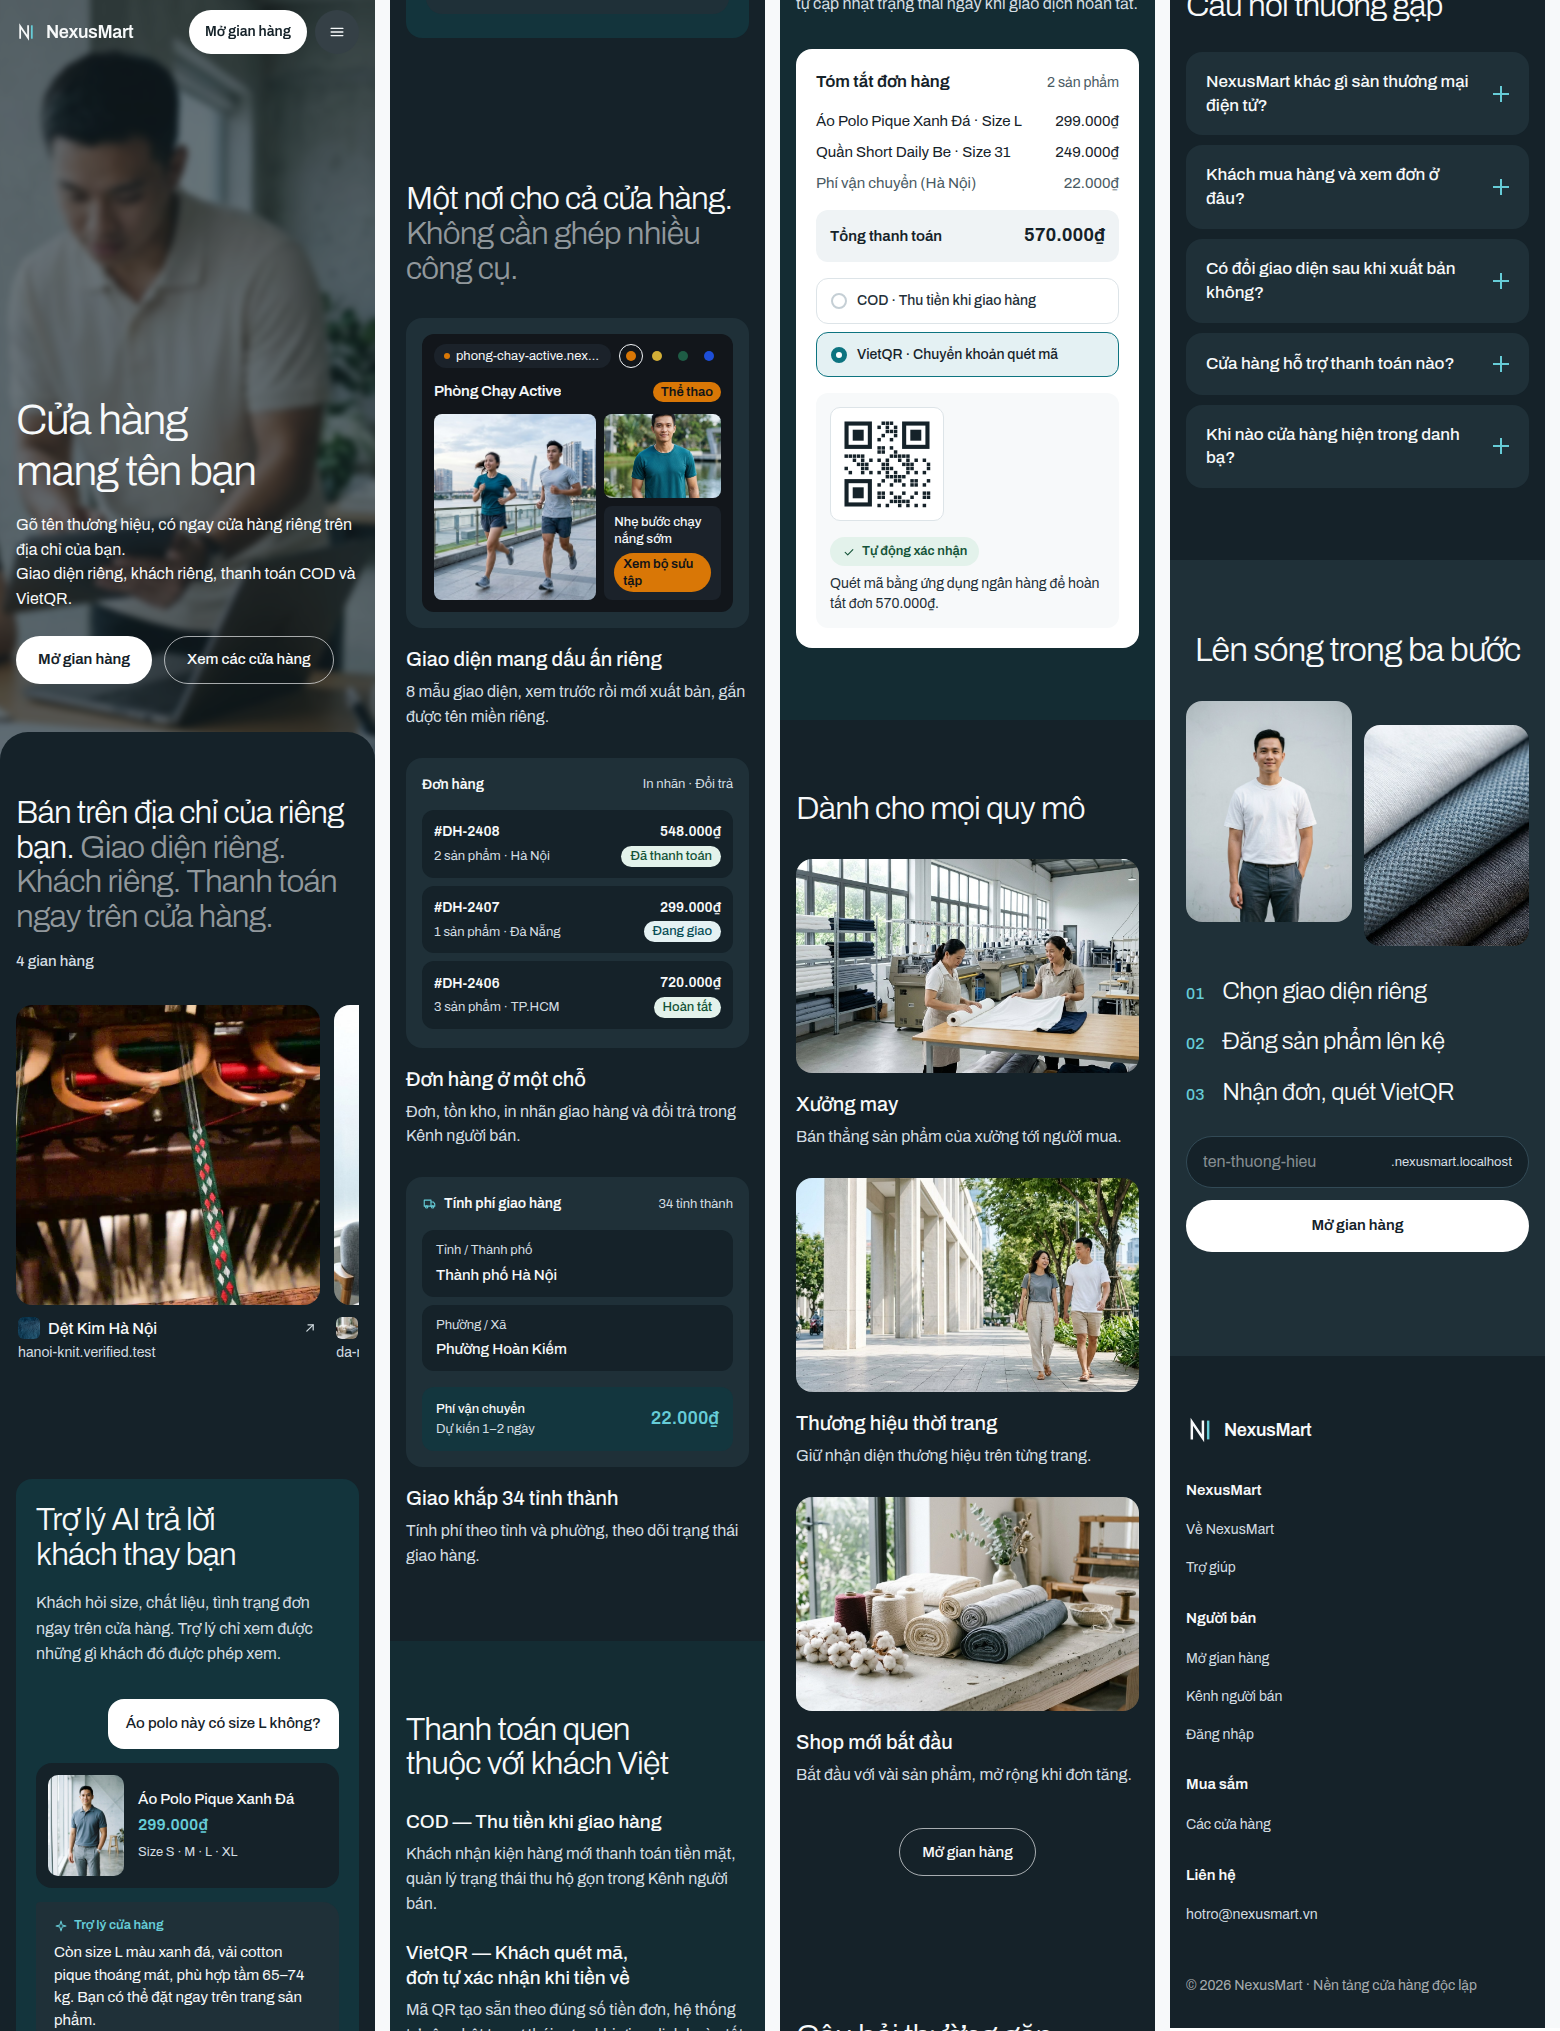 NexusMart
Mở gian hàng
Cửa hàng
mang tên bạn
Gõ tên thương hiệu, có ngay cửa hàng riêng trên
địa chỉ của bạn.
Giao diện riêng, khách riêng, thanh toán COD và
VietQR.
Mở gian hàng
Xem các cửa hàng
Bán trên địa chỉ của riêng
bạn. Giao diện riêng.
Khách riêng. Thanh toán
ngay trên cửa hàng.
4 gian hàng
Dệt Kim Hà Nội
hanoi-knit.verified.test
Trợ lý AI trả lời
khách thay bạn
Khách hỏi size, chất liệu, tình trạng đơn
ngay trên cửa hàng. Trợ lý chỉ xem được
những gì khách đó được phép xem.
Áo polo này có size L không?
Áo Polo Pique Xanh Đá
299.000₫
Size S · M · L · XL
Trợ lý cửa hàng
Còn size L màu xanh đá, vải cotton
pique thoáng mát, phù hợp tầm 65–74
kg. Bạn có thể đặt ngay trên trang sản
phẩm.
Một nơi cho cả cửa hàng.
Không cần ghép nhiều
công cụ.
phong-chay-active.nex...
Phòng Chạy Active
Thể thao
Nhẹ bước chạy
nắng sớm
Xem bộ sưu
tập
Giao diện mang dấu ấn riêng
8 mẫu giao diện, xem trước rồi mới xuất bản, gắn
được tên miền riêng.
Đơn hàng
In nhãn · Đổi trả
#DH-2408
548.000₫
2 sản phẩm · Hà Nội
Đã thanh toán
#DH-2407
299.000₫
1 sản phẩm · Đà Nẵng
Đang giao
#DH-2406
720.000₫
3 sản phẩm · TP.HCM
Hoàn tất
Đơn hàng ở một chỗ
Đơn, tồn kho, in nhãn giao hàng và đổi trả trong
Kênh người bán.
Tính phí giao hàng
34 tỉnh thành
Tỉnh / Thành phố
Thành phố Hà Nội
Phường / Xã
Phường Hoàn Kiếm
Phí vận chuyển
Dự kiến 1–2 ngày
22.000₫
Giao khắp 34 tỉnh thành
Tính phí theo tỉnh và phường, theo dõi trạng thái
giao hàng.
Thanh toán quen
thuộc với khách Việt
COD — Thu tiền khi giao hàng
Khách nhận kiện hàng mới thanh toán tiền mặt,
quản lý trạng thái thu hộ gọn trong Kênh người
bán.
VietQR — Khách quét mã,
đơn tự xác nhận khi tiền về
Mã QR tạo sẵn theo đúng số tiền đơn, hệ thống
tự cập nhật trạng thái ngay khi giao dịch hoàn tất.
Tóm tắt đơn hàng
2 sản phẩm
Áo Polo Pique Xanh Đá · Size L
299.000₫
Quần Short Daily Be · Size 31
249.000₫
Phí vận chuyển (Hà Nội)
22.000₫
Tổng thanh toán
570.000₫
COD · Thu tiền khi giao hàng
VietQR · Chuyển khoản quét mã
Tự động xác nhận
Quét mã bằng ứng dụng ngân hàng để hoàn
tất đơn 570.000₫.
Dành cho mọi quy mô
Xưởng may
Bán thẳng sản phẩm của xưởng tới người mua.
Thương hiệu thời trang
Giữ nhận diện thương hiệu trên từng trang.
Shop mới bắt đầu
Bắt đầu với vài sản phẩm, mở rộng khi đơn tăng.
Mở gian hàng
Câu hỏi thường gặp
NexusMart khác gì sàn thương mại
điện tử?
Khách mua hàng và xem đơn ở
đâu?
Có đổi giao diện sau khi xuất bản
không?
Cửa hàng hỗ trợ thanh toán nào?
Khi nào cửa hàng hiện trong danh
bạ?
Lên sóng trong ba bước
01 Chọn giao diện riêng
02 Đăng sản phẩm lên kệ
03 Nhận đơn, quét VietQR
ten-thuong-hieu
.nexusmart.localhost
Mở gian hàng
NexusMart
NexusMart
Về NexusMart
Trợ giúp
Người bán
Mở gian hàng
Kênh người bán
Đăng nhập
Mua sắm
Các cửa hàng
Liên hệ
hotro@nexusmart.vn
© 2026 NexusMart · Nền tảng cửa hàng độc lập